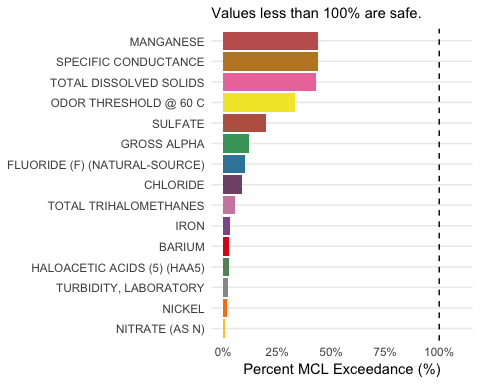 Values less than 100% are safe.
MANGANESE
SPECIFIC CONDUCTANCE
TOTAL DISSOLVED SOLIDS
ODOR THRESHOLD @ 60 C
SULFATE
GROSS ALPHA
FLUORIDE (F) (NATURAL-SOURCE)
CHLORIDE
TOTAL TRIHALOMETHANES
IRON
BARIUM
HALOACETIC ACIDS (5) (HAA5)
TURBIDITY, LABORATORY
NICKEL
NITRATE (AS N)
0% 25% 50% 75% 100%
Percent MCL Exceedance (%)